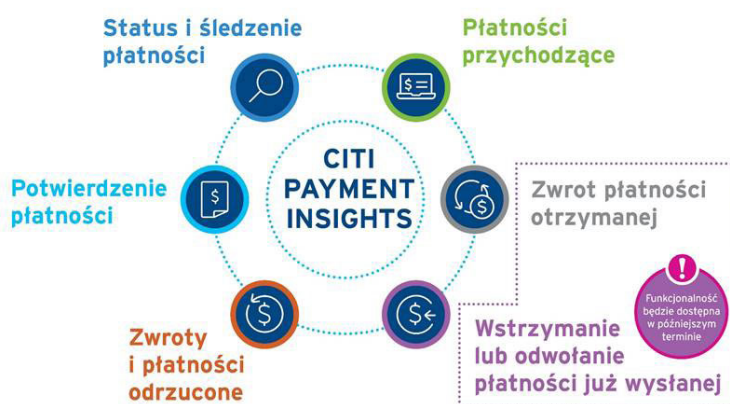 Status i śledzenie
płatności
Płatności
przychodzące
CITI
PAYMENT
INSIGHTS
Potwierdzenie
płatności
Zwrot płatności
otrzymanej
Funkcjonalność
będzie dostępna
w późniejszym
terminie
Zwroty
i płatności
odrzucone
Wstrzymanie
lub odwołanie
płatności już wysłanej